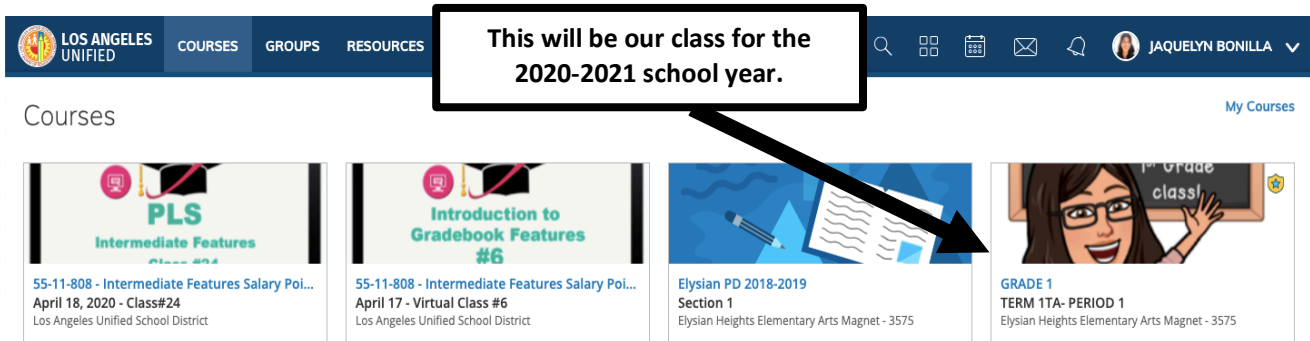 LOS ANGELES
UNIFIED
COURSES
GROUPS
RESOURCES
This will be our class for the
2020-2021 school year.
JAQUELYN BONILLA
Courses
My Courses
PLS
Intermediate Features
Class #24
55-11-808 - Intermediate Features Salary Poi...
April 18, 2020 - Class#24
Los Angeles Unified School District
Introduction to
Gradebook Features
#6
55-11-808 - Intermediate Features Salary Poi...
April 17 - Virtual Class #6
Los Angeles Unified School District
Elysian PD 2018-2019
Section 1
Elysian Heights Elementary Arts Magnet - 3575
Grade
class!
GRADE 1
TERM 1TA- PERIOD 1
Elysian Heights Elementary Arts Magnet - 3575